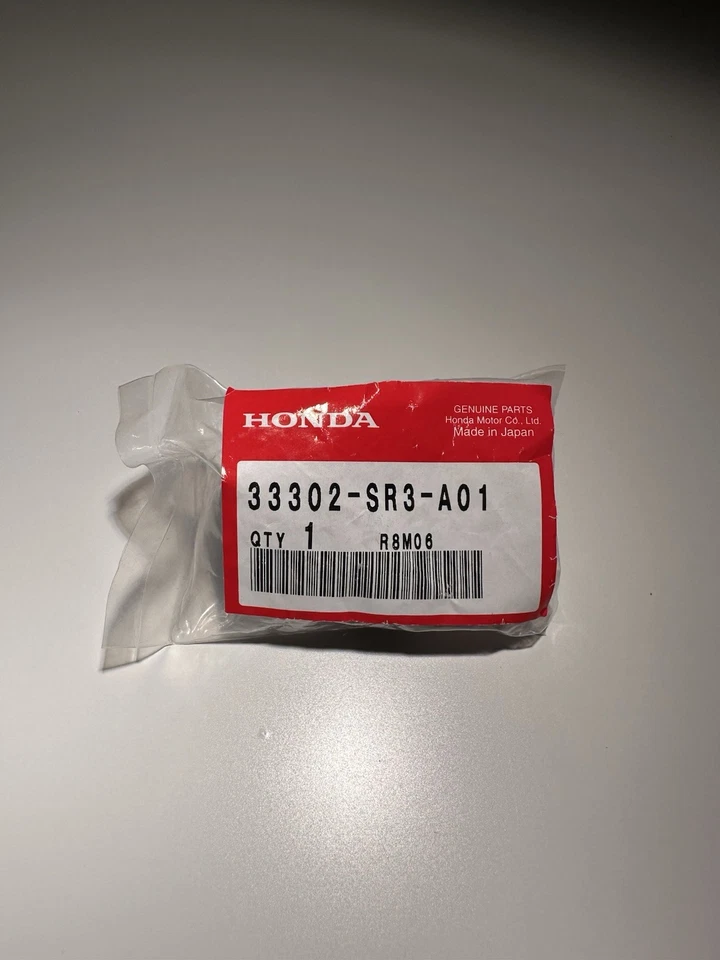 HONDA
GENUINE PARTS
Honda Motor Co., Ltd.
Made in Japan
33302-SR3-A01
QTY 1 R8M06